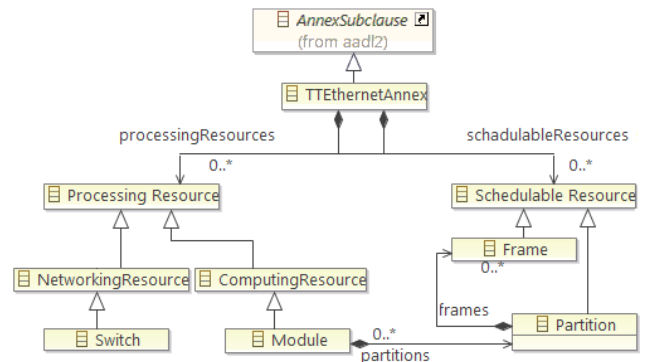 AnnexSubclause
(from aadl2)
TTEthernetAnnex
processingResources
schadulableResources
0..*
0..*
Processing Resource
Schedulable Resource
Frame
0..*
NetworkingResource
ComputingResource
frames
Partition
Switch
Module
0..*
partitions